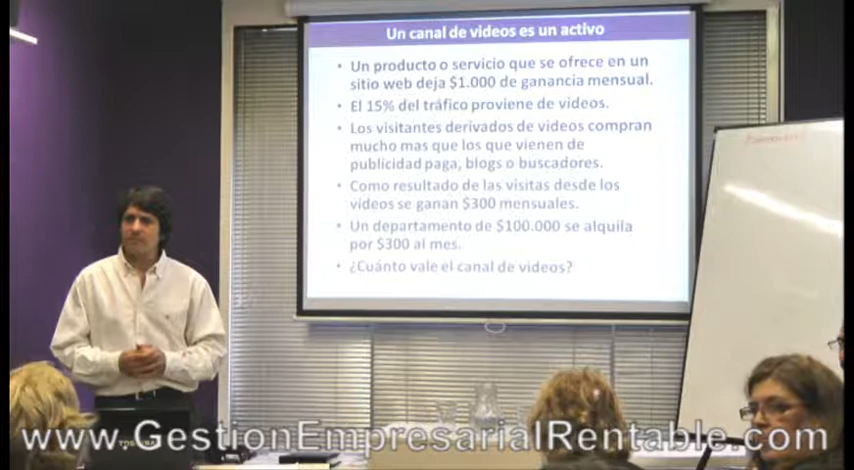 Un canal de videos es un activo
• Un producto o servicio que se ofrece en un
sitio web deja $1.000 de ganancia mensual.
• El 15% del tráfico proviene de videos.
• Los visitantes derivados de videos compran
mucho mas que los que vienen de
publicidad paga, blogs o buscadores.
• Como resultado de las visitas desde los
videos se ganan $300 mensuales.
• Un departamento de $100.000 se alquila
por $300 al mes.
• ¿Cuánto vale el canal de videos?
www.GestionEmpresarialRentable.com
TOSHIBA